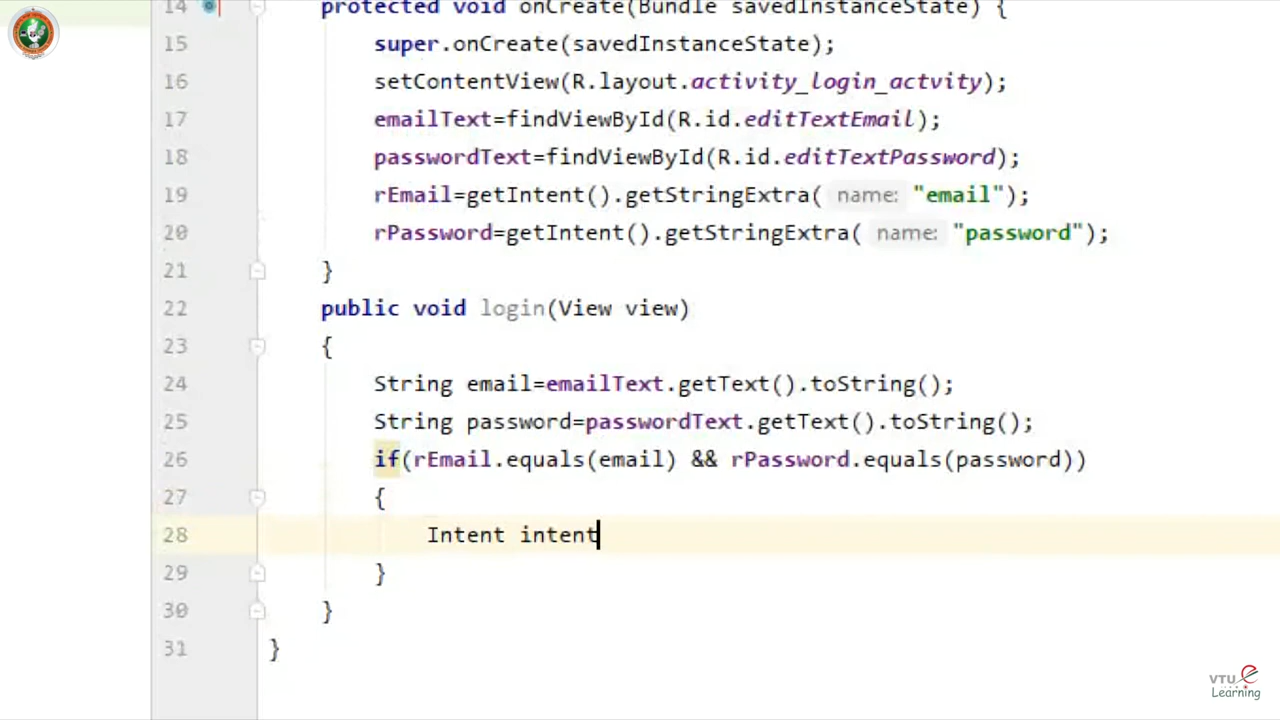 14 protected void onCreate(Bundle savedInstanceState) {
15 super.onCreate(savedInstanceState);
16 setContentView(R.layout.activity_login_actvity);
17 emailText=findViewById(R.id.editTextEmail);
18 passwordText=findViewById(R.id.editTextPassword);
19 rEmail=getIntent().getStringExtra( name: "email");
20 rPassword=getIntent().getStringExtra( name: "password");
21 }
22 public void login(View view)
23 {
24 String email=emailText.getText().toString();
25 String password=passwordText.getText().toString();
26 if(rEmail.equals(email) && rPassword.equals(password))
27 {
28 Intent intent
29 }
30 }
31 }
VTU e
Learning